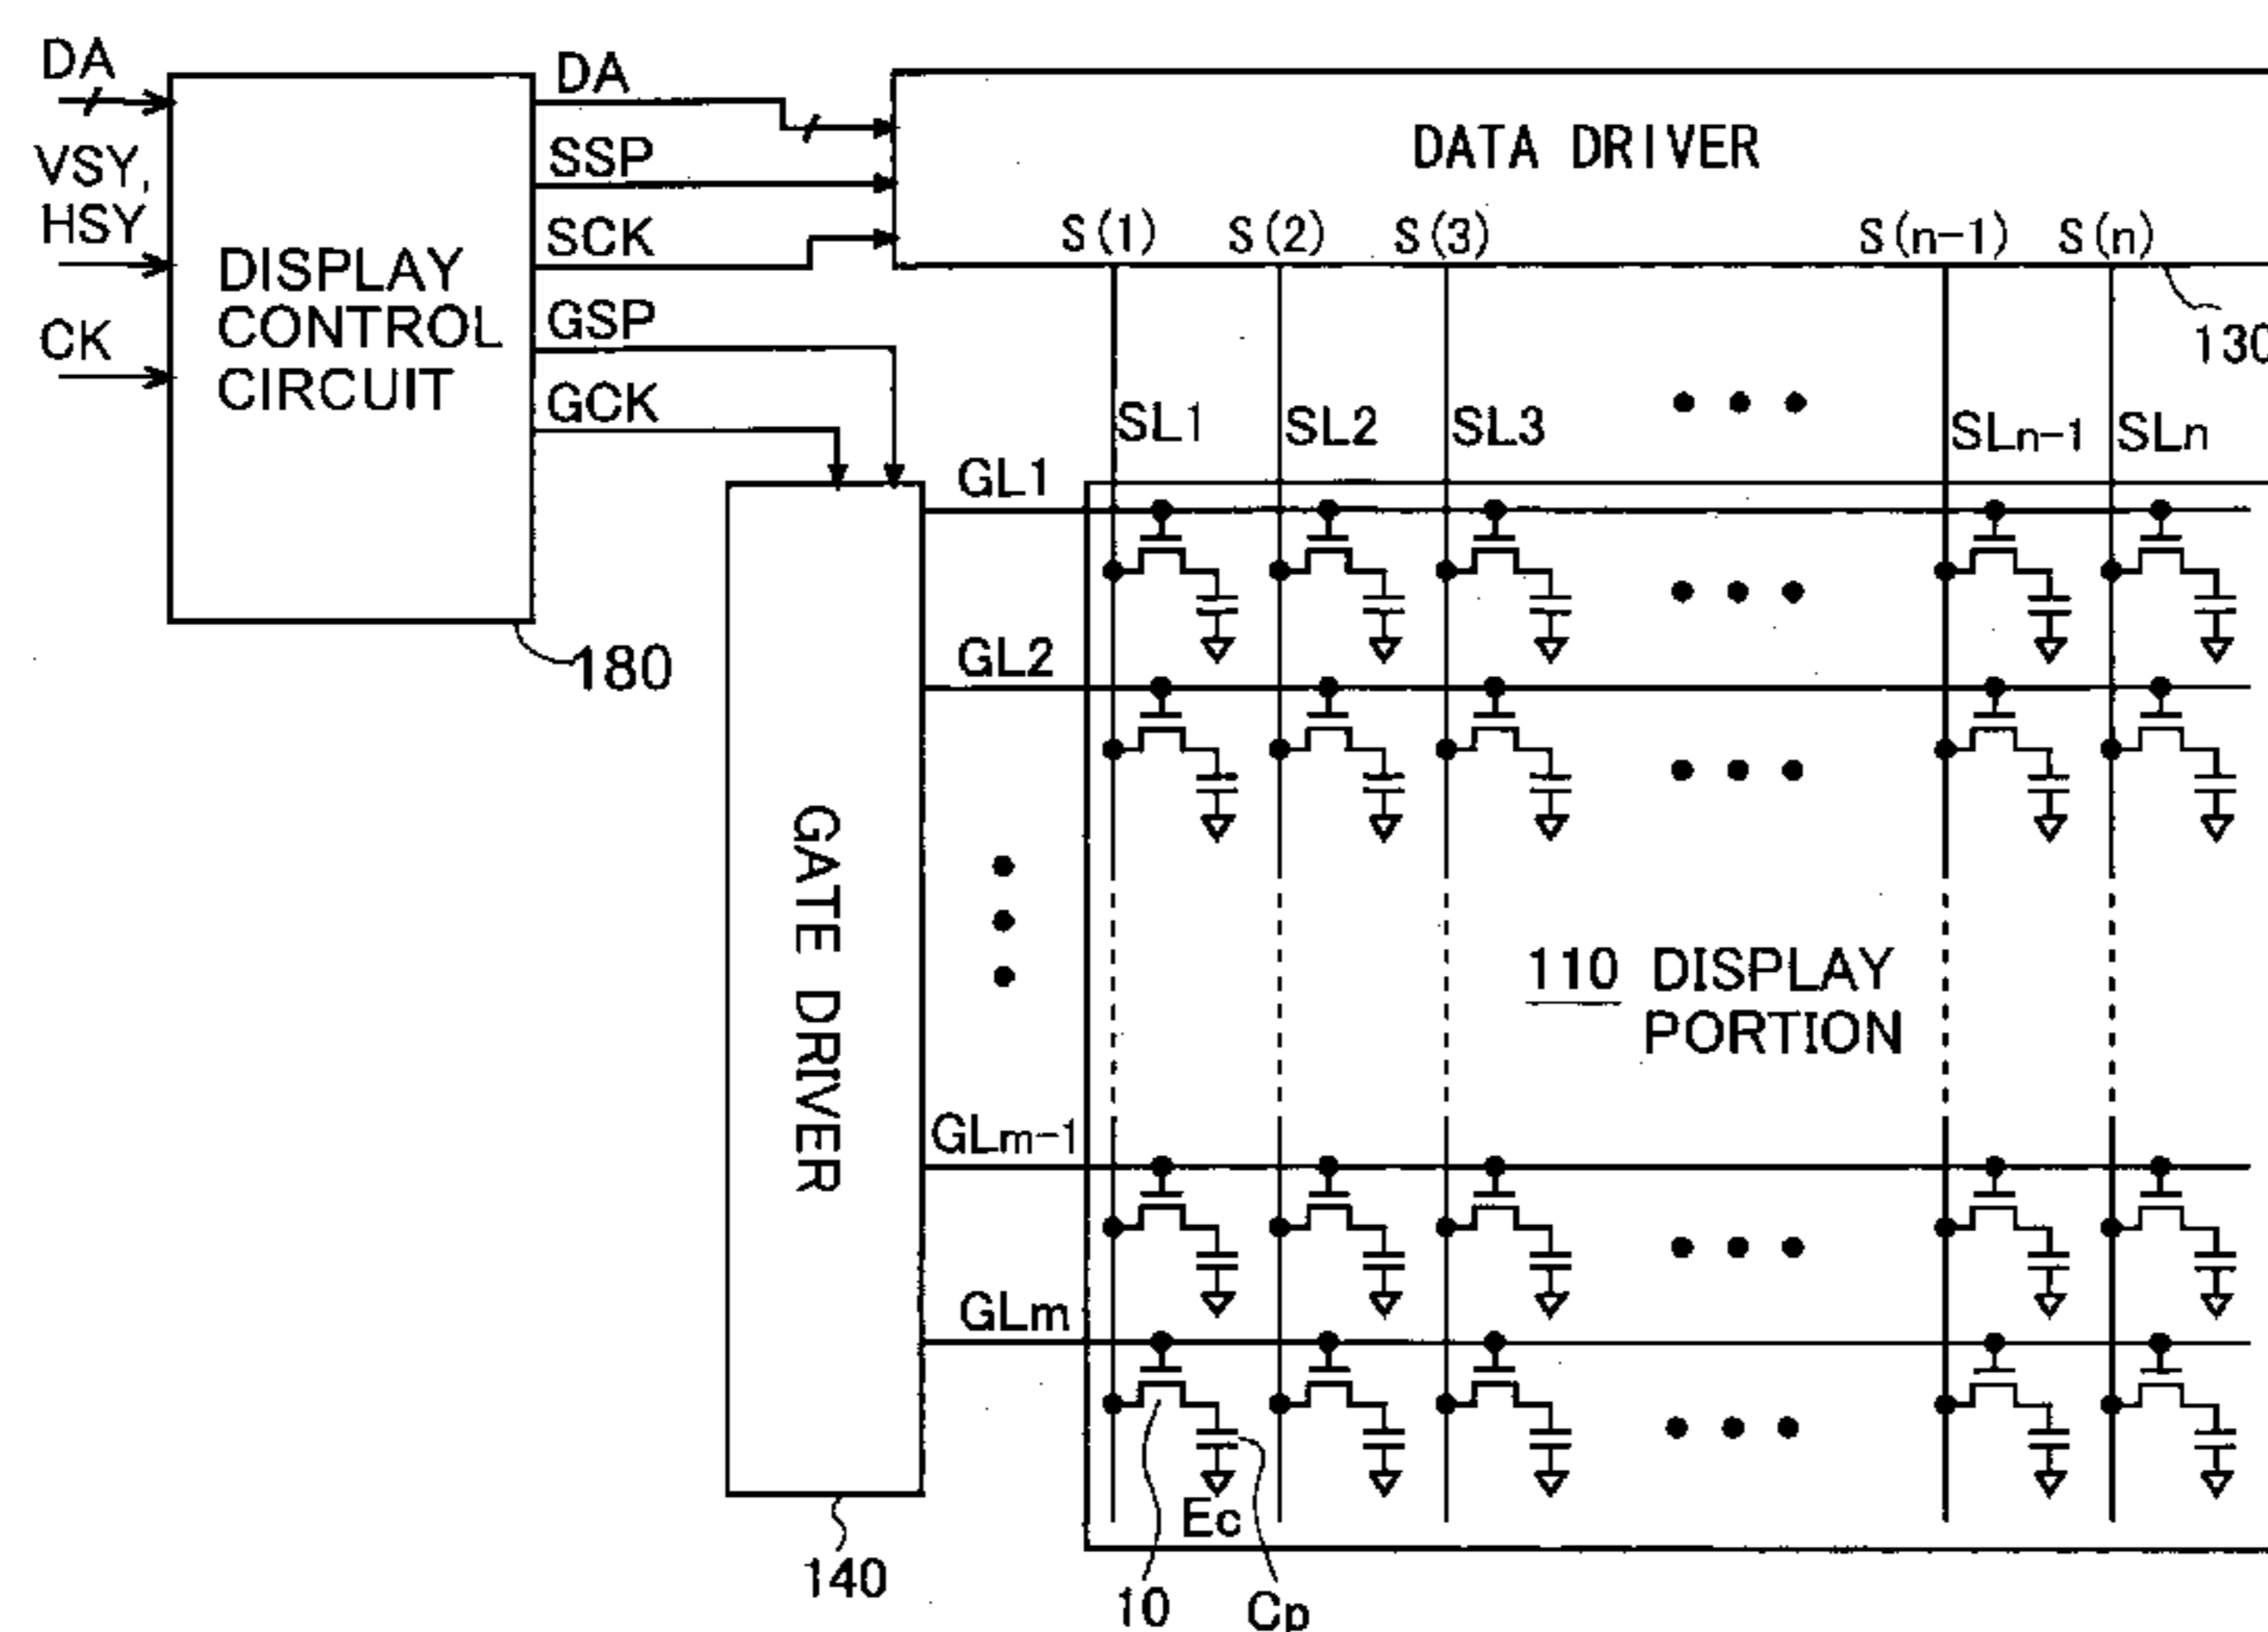 DA
VSY,
HSY
CK
DISPLAY
CONTROL
CIRCUIT
180
DA
SSP
SCK
GSP
GCK
DATA DRIVER
S(1) S(2) S(3) S(n-1) S(n)
130
SL1 SL2 SL3 SLn-1 SLn
GL1
GL2
GATE DRIVER
110 DISPLAY
PORTION
GLm-1
GLm
Ec
140
10
Cp